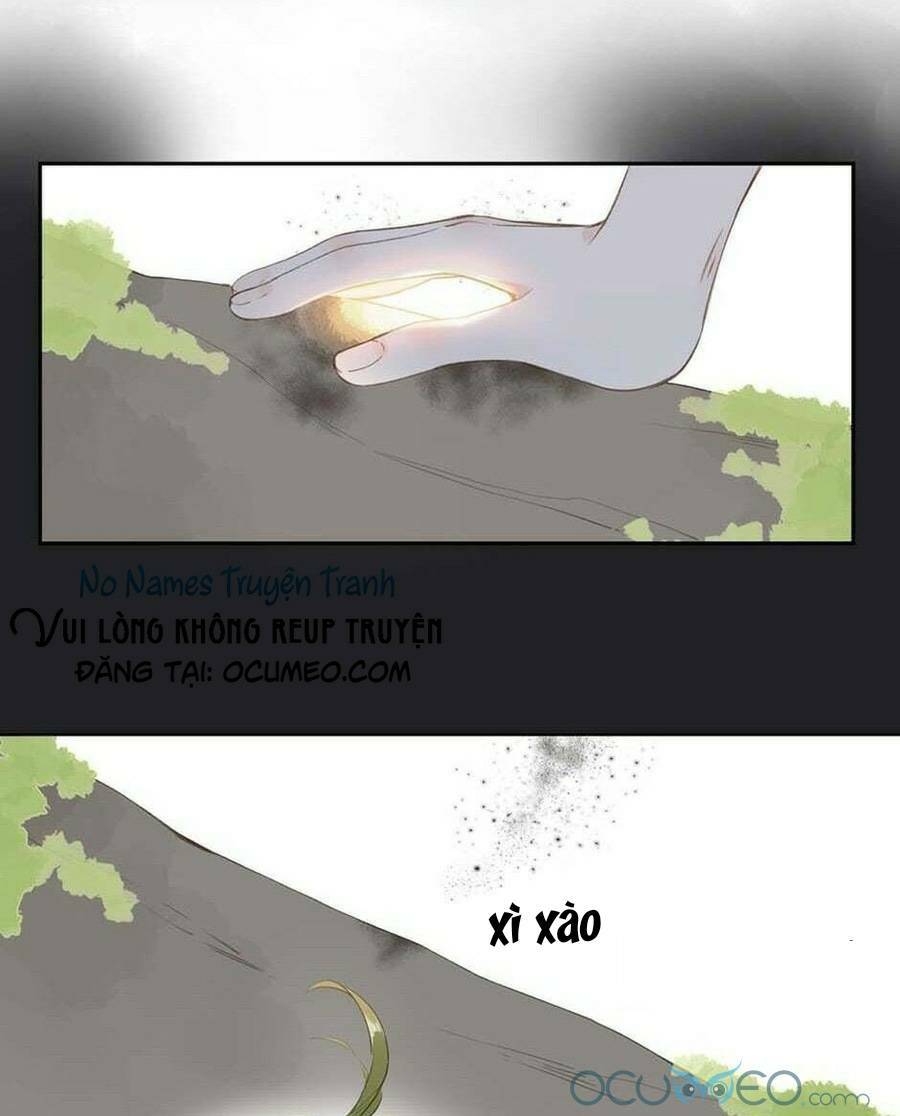 No Names Truyện Tranh
VUI LÒNG KHÔNG REUP TRUYỆN
ĐĂNG TẠI: OCUMEO.COM
xì xào
OCUMEO.com